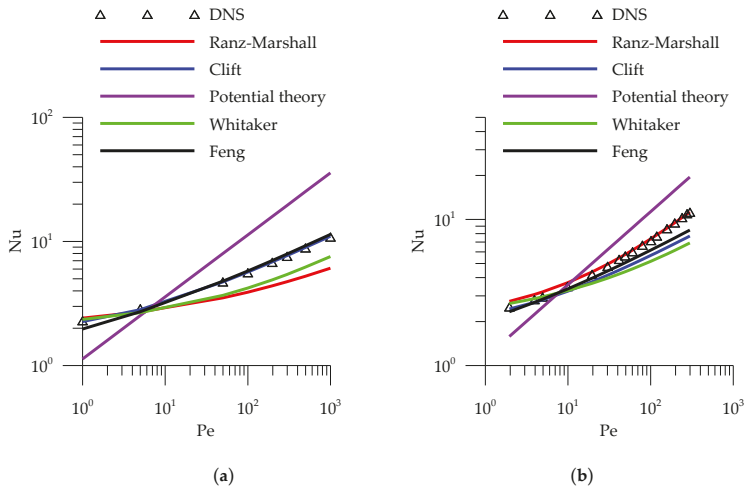 DNS
Ranz-Marshall
Clift
Potential theory
Whitaker
Feng
10²
10¹
10⁰
Nu
10⁰ 10¹ 10² 10³
Pe
(a)
DNS
Ranz-Marshall
Clift
Potential theory
Whitaker
Feng
10¹
10⁰
Nu
10⁰ 10¹ 10² 10³
Pe
(b)